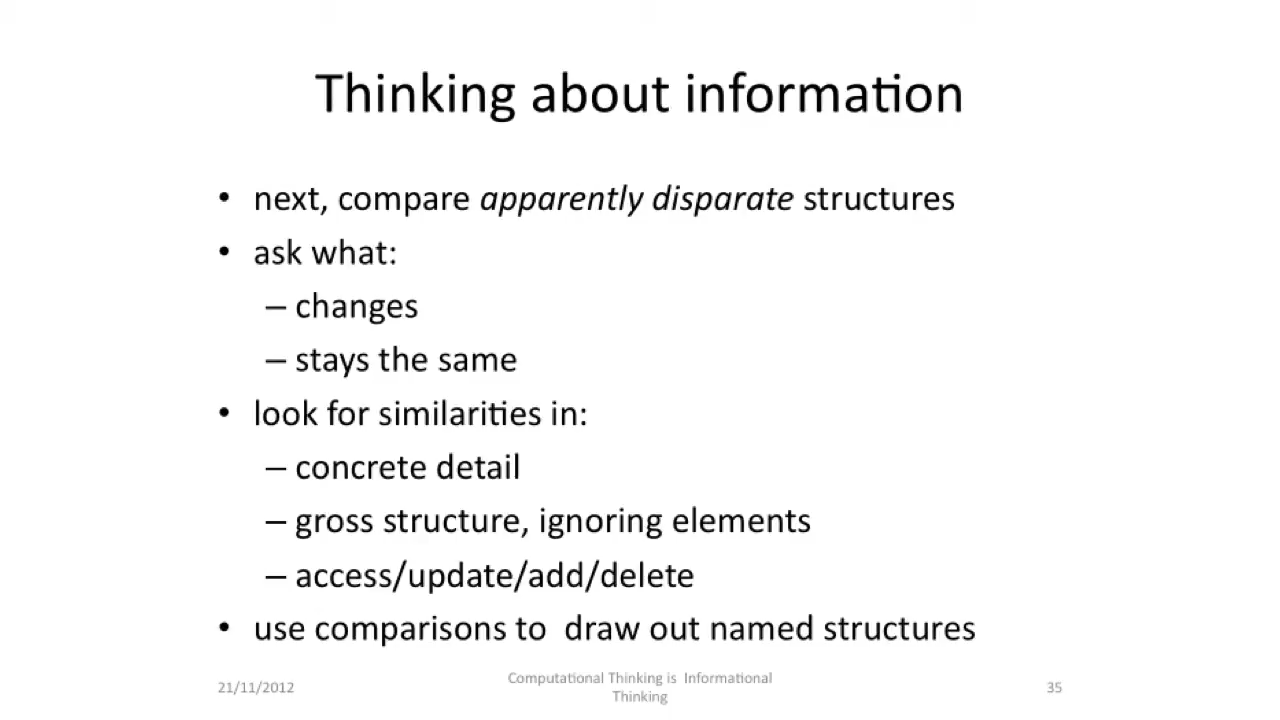 Thinking about information
• next, compare apparently disparate structures
• ask what:
– changes
– stays the same
• look for similarities in:
– concrete detail
– gross structure, ignoring elements
– access/update/add/delete
• use comparisons to  draw out named structures
21/11/2012
Computational Thinking is  Informational
Thinking
35